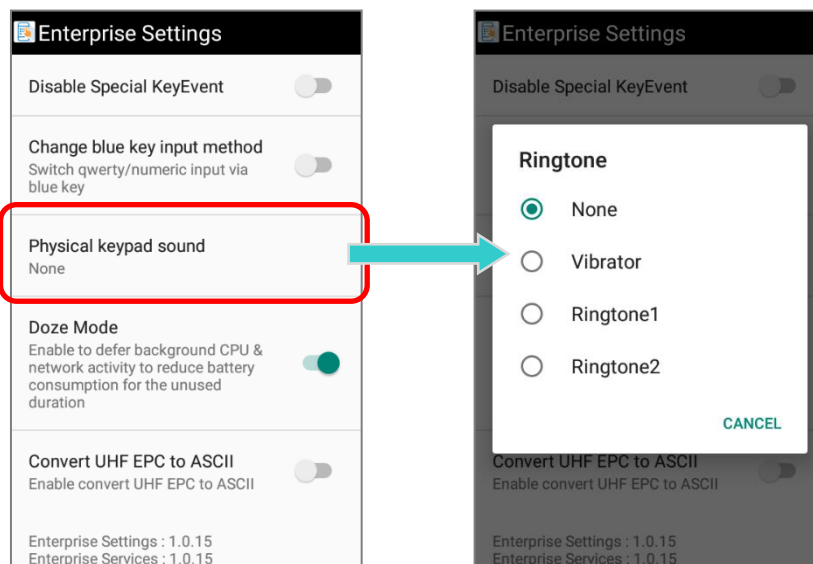 Enterprise Settings
Disable Special KeyEvent
Change blue key input method
Switch qwerty/numeric input via
blue key
Physical keypad sound
None
Doze Mode
Enable to defer background CPU &
network activity to reduce battery
consumption for the unused
duration
Convert UHF EPC to ASCII
Enable convert UHF EPC to ASCII
Enterprise Settings : 1.0.15
Enterprise Services : 1.0.15
Enterprise Settings
Disable Special KeyEvent
Ringtone
None
Vibrator
Ringtone1
Ringtone2
CANCEL
Convert UHF EPC to ASCII
Enable convert UHF EPC to ASCII
Enterprise Settings : 1.0.15
Enterprise Services : 1.0.15